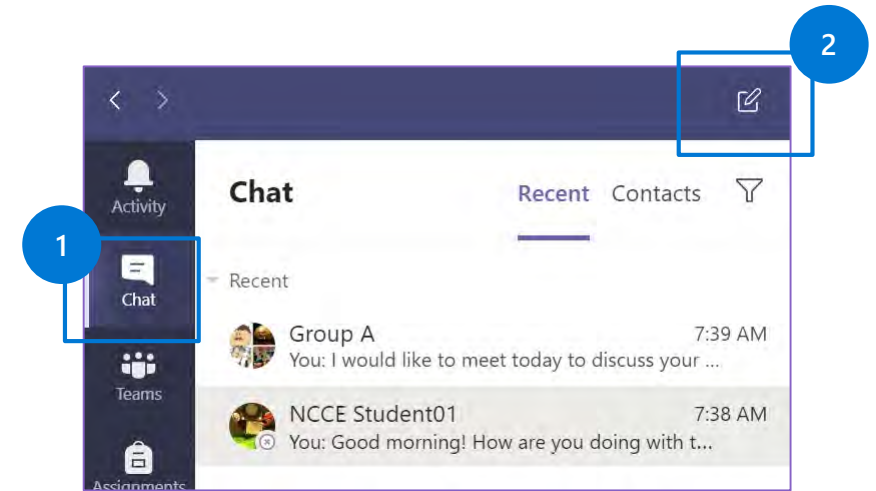 2
Activity
Chat
Recent Contacts
1
Chat
Recent
Group A 7:39 AM
You: I would like to meet today to discuss your ...
Teams
NCCE Student01 7:38 AM
You: Good morning! How are you doing with t...
Assignments